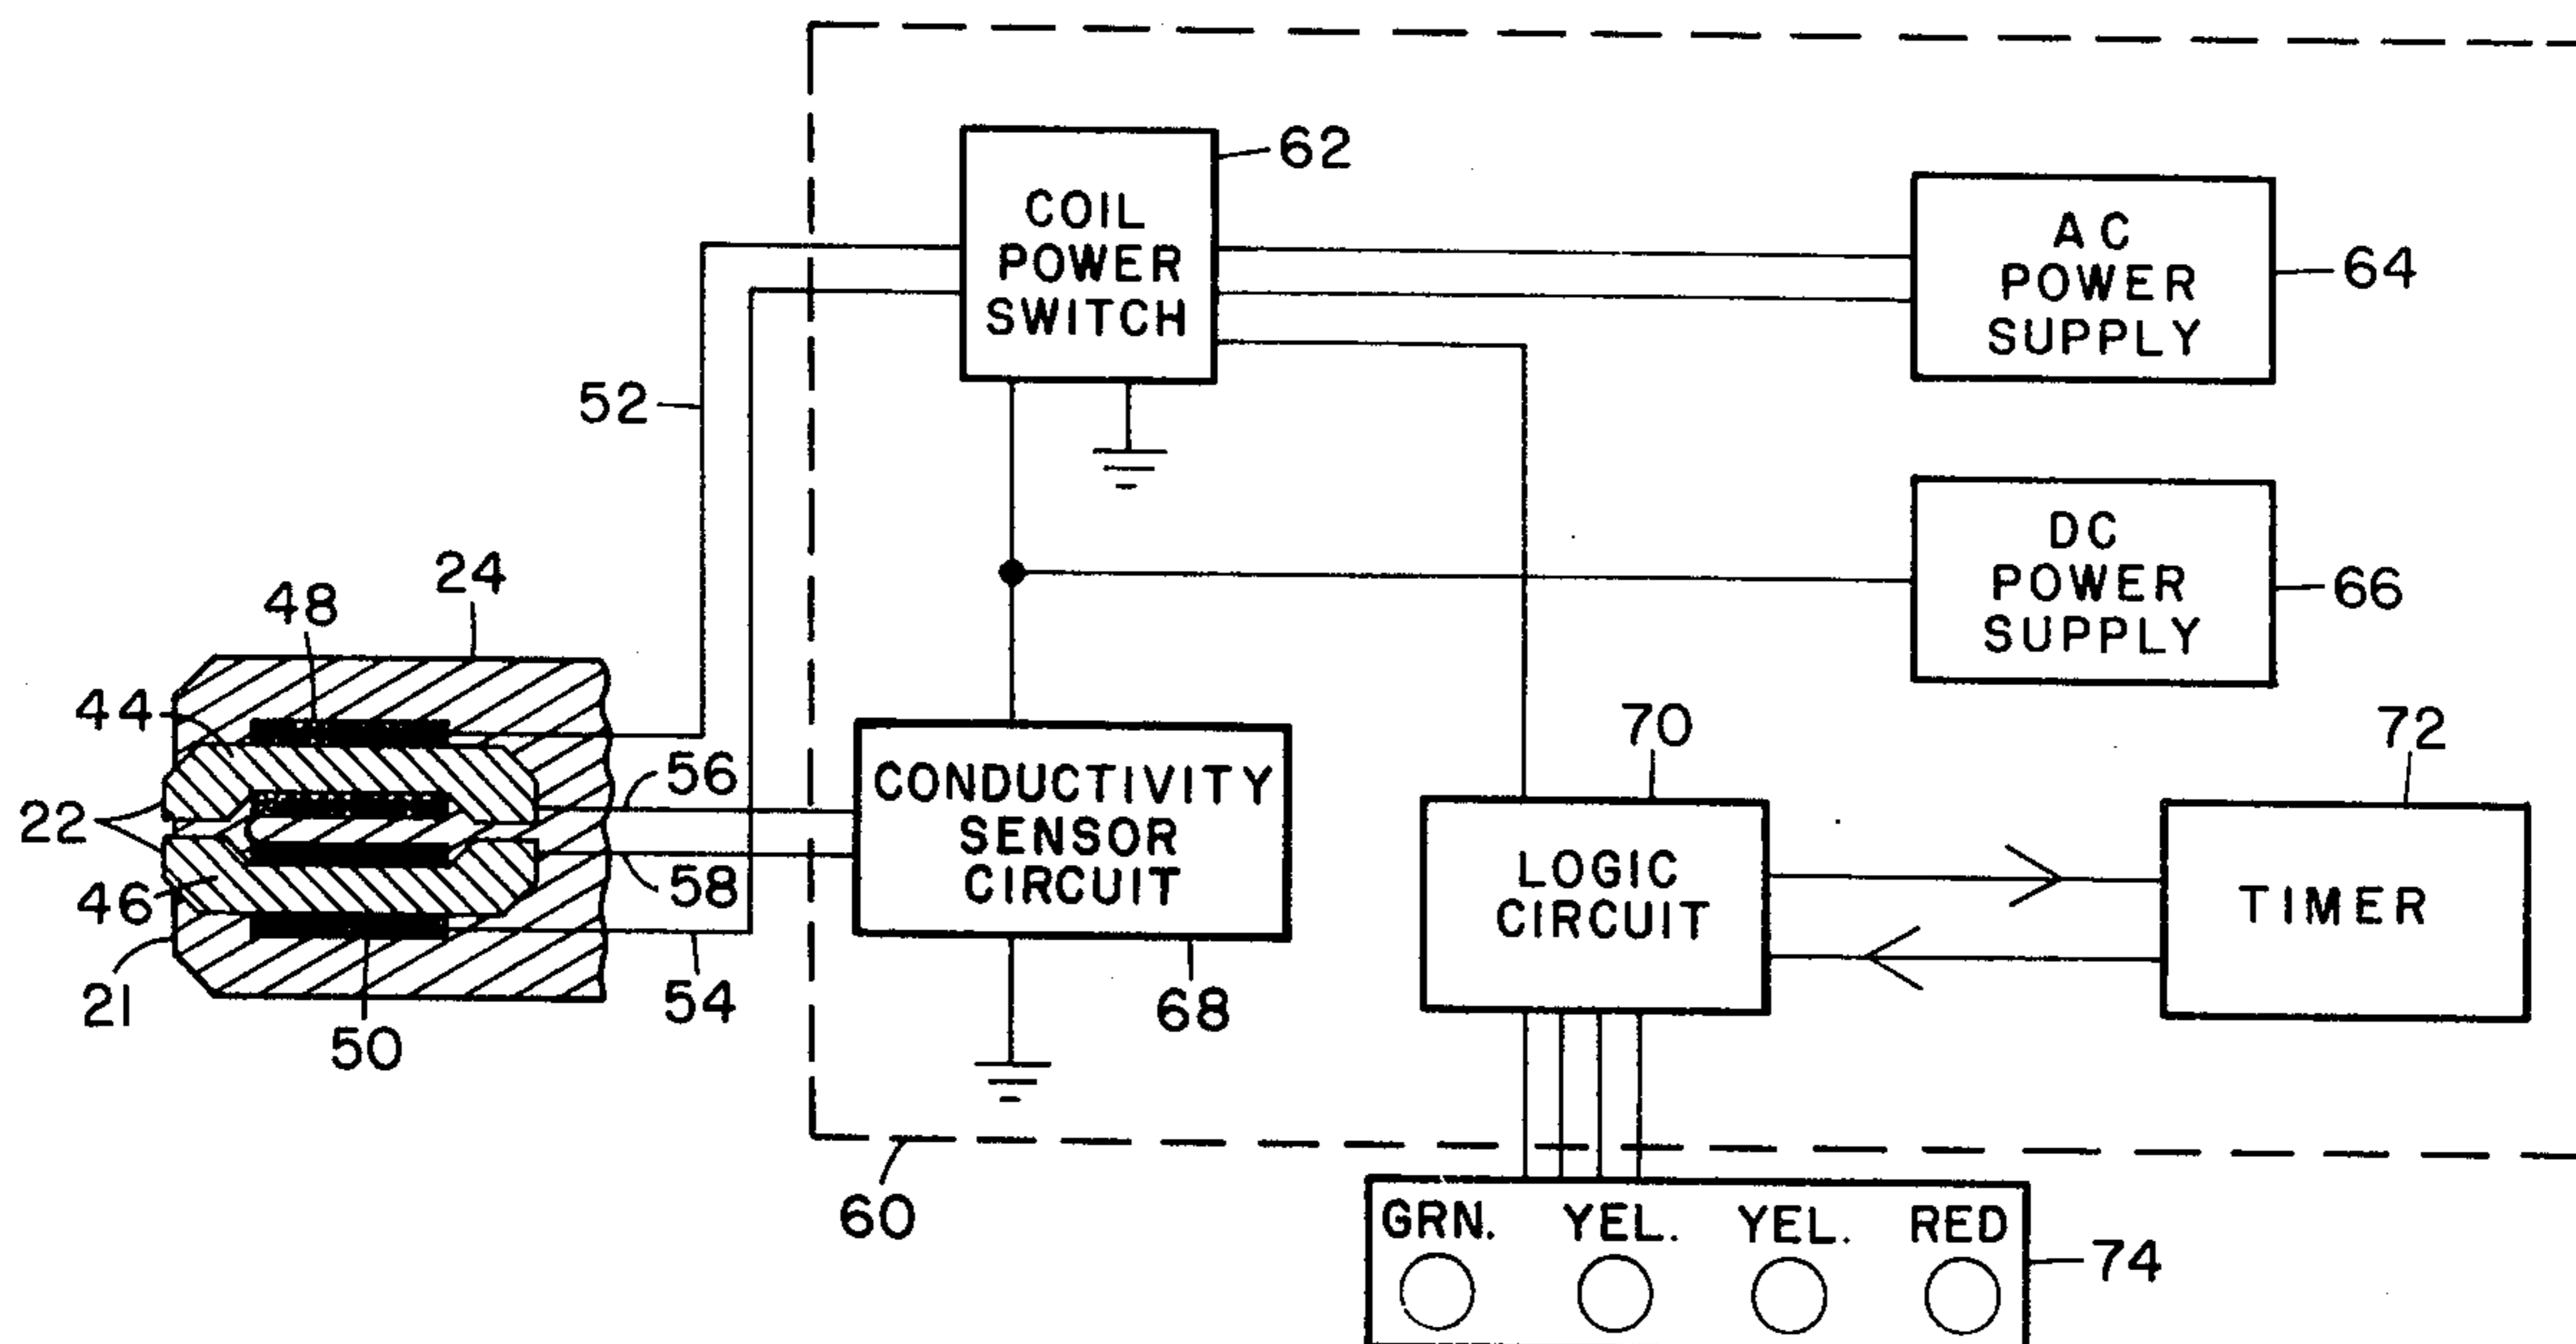 62
COIL
POWER
SWITCH
AC
POWER
SUPPLY
64
52
DC
POWER
SUPPLY
66
24
48
44
22
46
21
50
56
58
54
CONDUCTIVITY
SENSOR
CIRCUIT
68
70
LOGIC
CIRCUIT
72
TIMER
60
GRN. YEL. YEL. RED
74